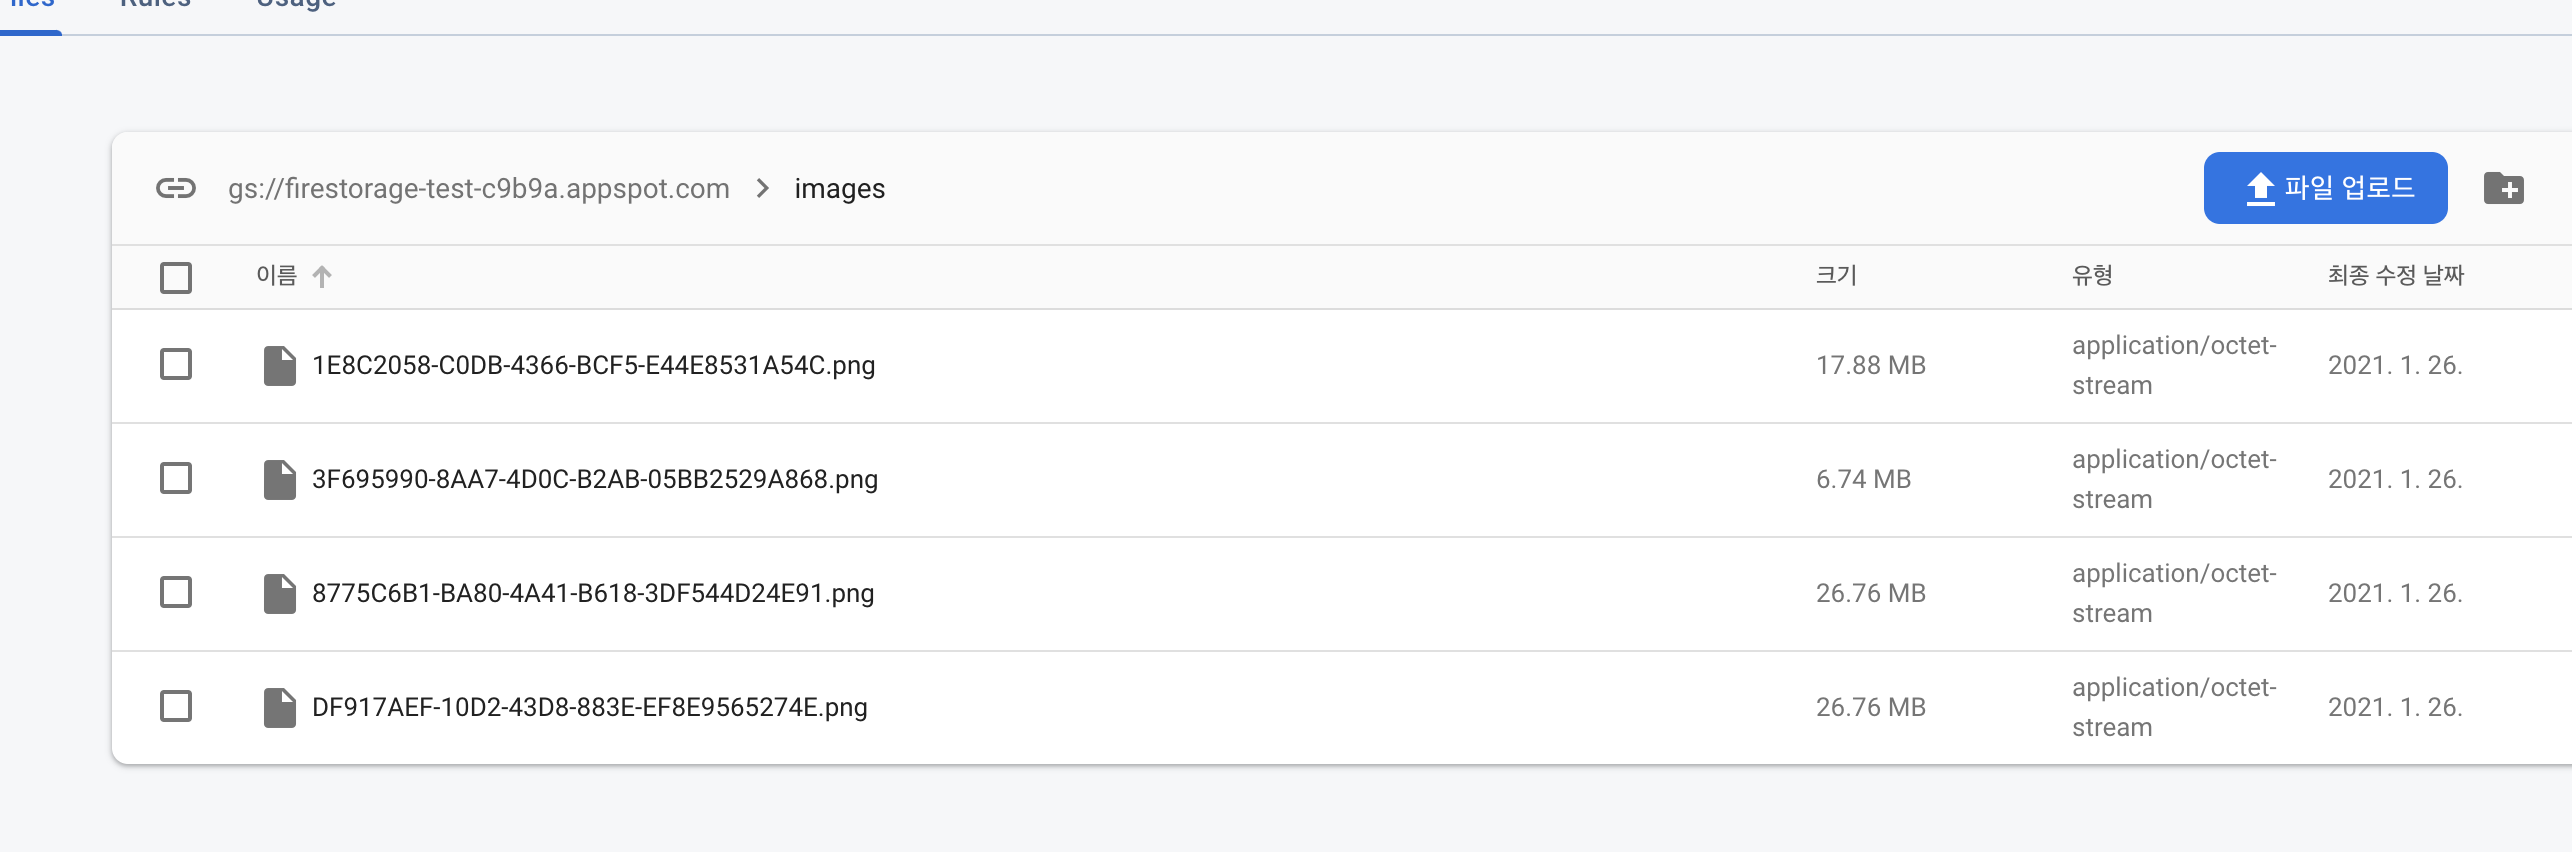 Rules Usage
gs://firestorage-test-c9b9a.appspot.com > images 파일 업로드
이름 크기 유형 최종 수정 날짜
1E8C2058-C0DB-4366-BCF5-E44E8531A54C.png 17.88 MB application/octet-stream 2021. 1. 26.
3F695990-8AA7-4D0C-B2AB-05BB2529A868.png 6.74 MB application/octet-stream 2021. 1. 26.
8775C6B1-BA80-4A41-B618-3DF544D24E91.png 26.76 MB application/octet-stream 2021. 1. 26.
DF917AEF-10D2-43D8-883E-EF8E9565274E.png 26.76 MB application/octet-stream 2021. 1. 26.